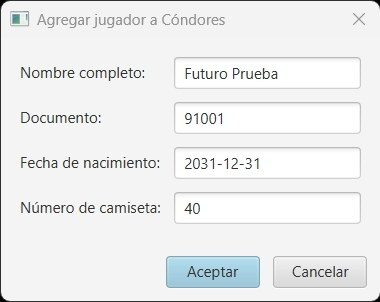 Agregar jugador a Cóndores
Nombre completo: Futuro Prueba
Documento: 91001
Fecha de nacimiento: 2031-12-31
Número de camiseta: 40
Aceptar Cancelar